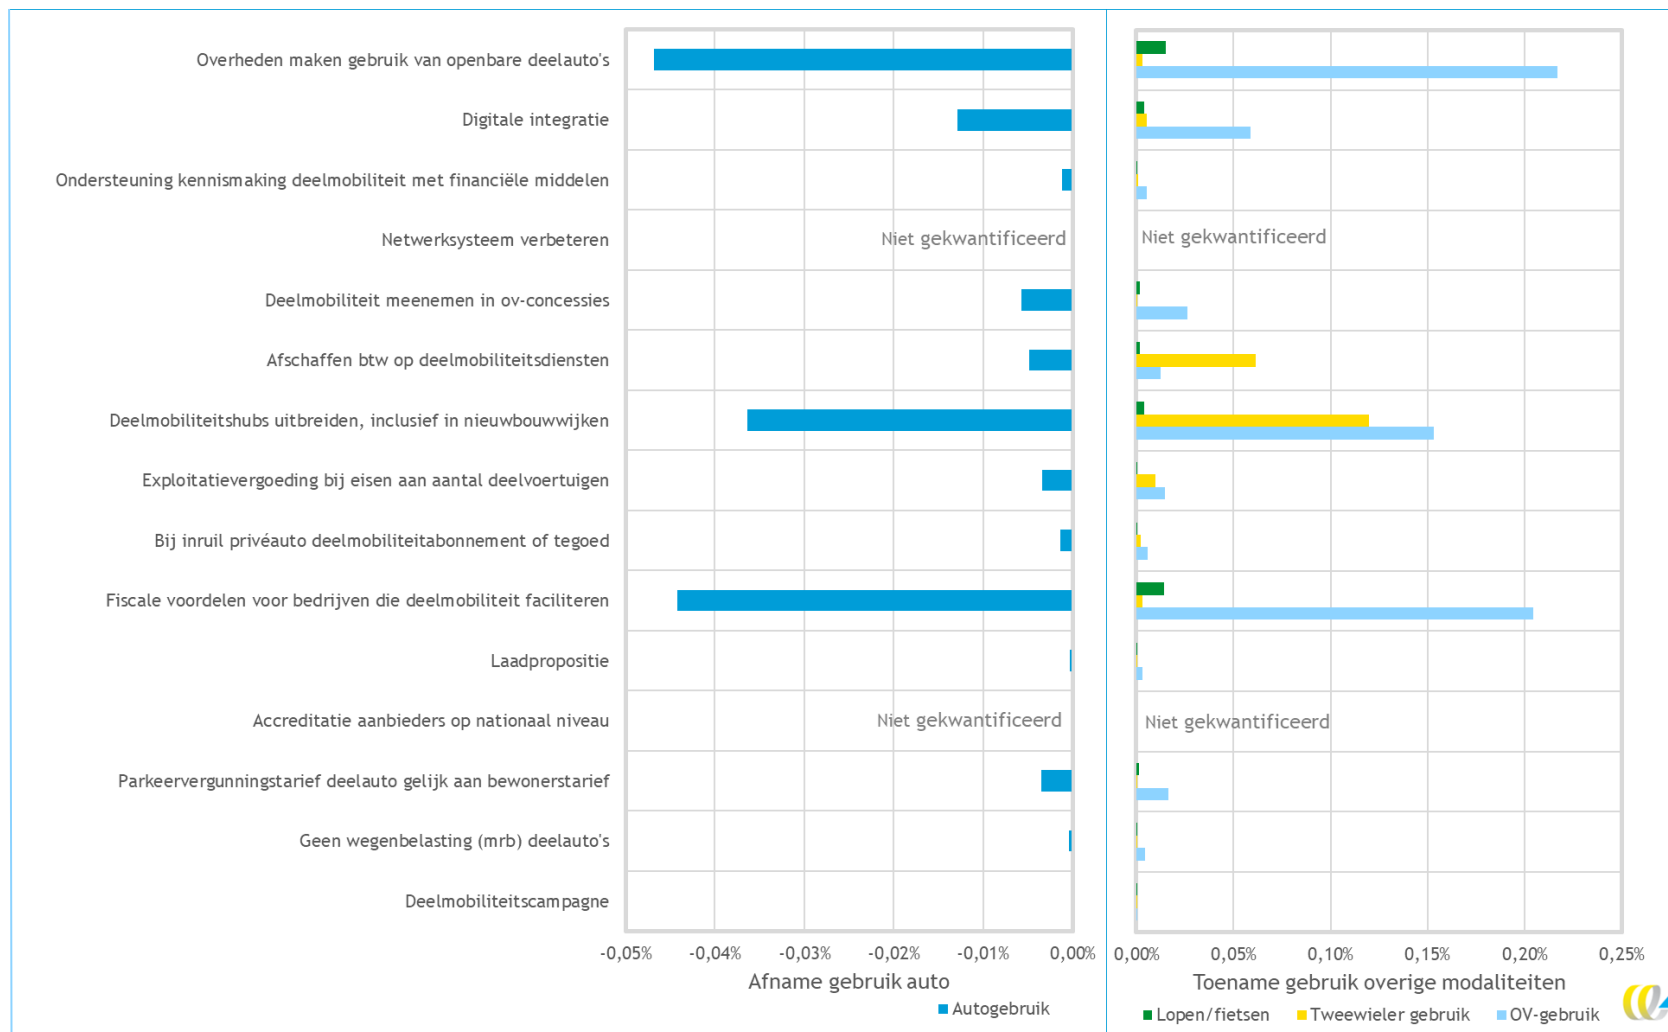 Overheden maken gebruik van openbare deelauto's
Digitale integratie
Ondersteuning kennismaking deelmobiliteit met financiële middelen
Netwerksysteem verbeteren
Niet gekwantificeerd
Niet gekwantificeerd
Deelmobiliteit meenemen in ov-concessies
Afschaffen btw op deelmobiliteitsdiensten
Deelmobiliteitshubs uitbreiden, inclusief in nieuwbouwwijken
Exploitatievergoeding bij eisen aan aantal deelvoertuigen
Bij inruil privéauto deelmobiliteitabonnement of tegoed
Fiscale voordelen voor bedrijven die deelmobiliteit faciliteren
Laadpropositie
Accreditatie aanbieders op nationaal niveau
Niet gekwantificeerd
Niet gekwantificeerd
Parkeervergunningstarief deelauto gelijk aan bewonerstarief
Geen wegenbelasting (mrb) deelauto's
Deelmobiliteitscampagne
-0,05% -0,04% -0,03% -0,02% -0,01% 0,00%
Afname gebruik auto
Autogebruik
0,00% 0,05% 0,10% 0,15% 0,20% 0,25%
Toename gebruik overige modaliteiten
Lopen/fietsen Tweewieler gebruik OV-gebruik